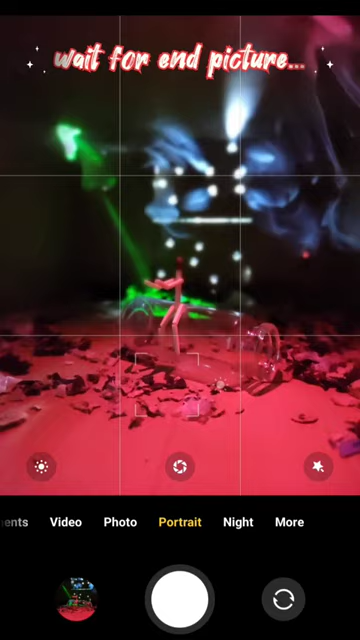 wait for end picture...
ents
Video
Photo
Portrait
Night
More